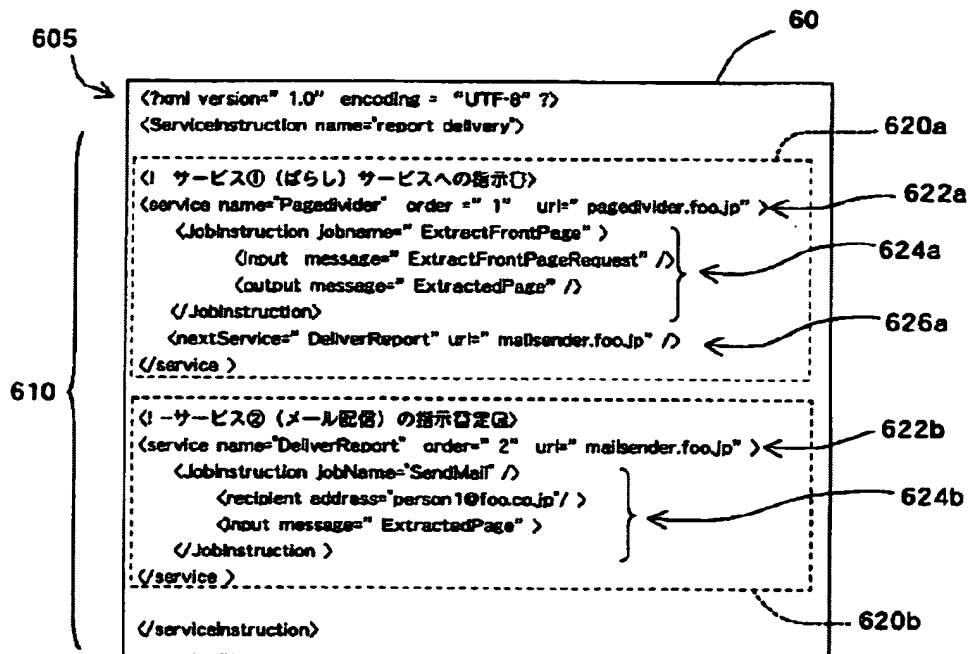 60
605
<?xml version=" 1.0" encoding = "UTF-8" ?>
<ServiceInstruction name="report delivery">
620a
<! サービス① (ばらし) サービスへの指示
<service name="Pagedivider" order =" 1" url=" pagedivider.foo.jp" >
622a
<JobInstruction jobname=" ExtractFrontPage" >
<input message=" ExtractFrontPageRequest" />
624a
<output message=" ExtractedPage" />
</JobInstruction>
<nextService=" DeliverReport" url=" mailsender.foo.jp" />
626a
</service >
610
<! -サービス② (メール配信) の指示
<service name="DeliverReport" order=" 2" url=" mailsender.foo.jp" >
622b
<JobInstruction jobName="SendMail" />
<recipient address="person1@foo.co.jp"/ >
624b
<input message=" ExtractedPage" >
</JobInstruction >
</service >
620b
</serviceInstruction>